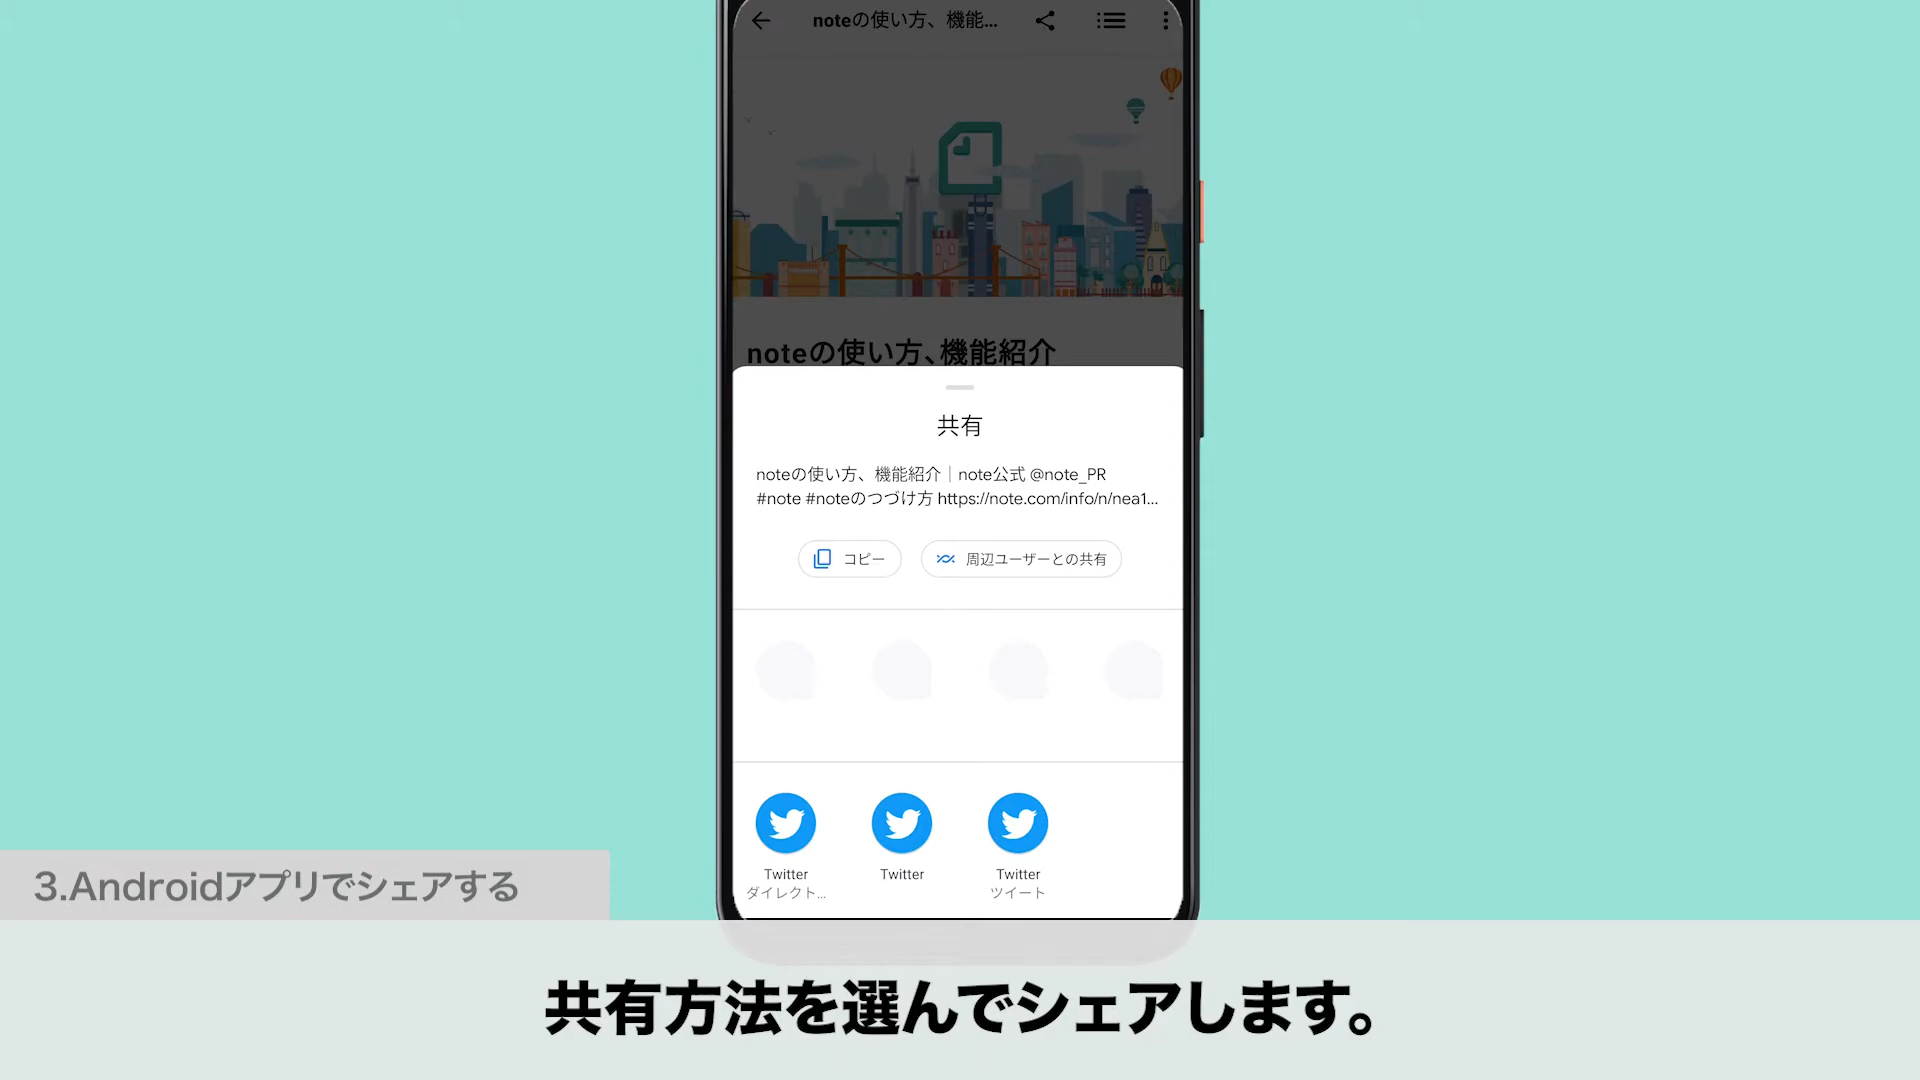 noteの使い方、機能...
noteの使い方、機能紹介
共有
noteの使い方、機能紹介｜note公式 @note_PR
#note #noteのつづけ方 https://note.com/info/n/nea1...
コピー
周辺ユーザーとの共有
Twitter
ダイレクト...
Twitter
Twitter
ツイート
3.Androidアプリでシェアする
共有方法を選んでシェアします。